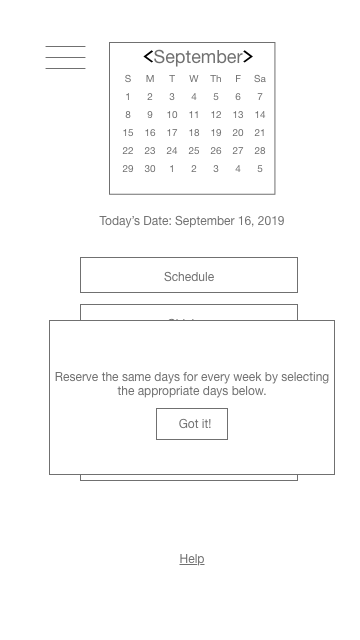 <September>
S M T W Th F Sa
1 2 3 4 5 6 7
8 9 10 11 12 13 14
15 16 17 18 19 20 21
22 23 24 25 26 27 28
29 30 1 2 3 4 5
Today's Date: September 16, 2019
Schedule
Reserve the same days for every week by selecting
the appropriate days below.
Got it!
Help